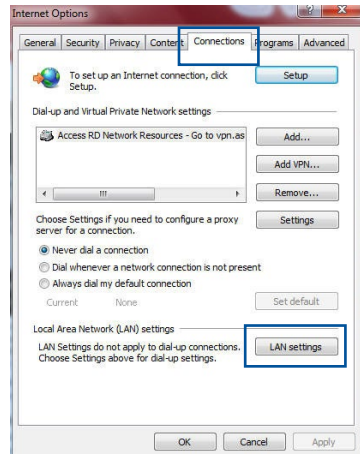 Internet Options
General Security Privacy Content Connections Programs Advanced
To set up an Internet connection, click
Setup.
Setup
Dial-up and Virtual Private Network settings
Access RD Network Resources - Go to vpn.as
Add...
Add VPN...
Remove...
Choose Settings if you need to configure a proxy
server for a connection.
Settings
Never dial a connection
Dial whenever a network connection is not present
Always dial my default connection
Current None
Set default
Local Area Network (LAN) settings
LAN Settings do not apply to dial-up connections.
Choose Settings above for dial-up settings.
LAN settings
OK Cancel Apply